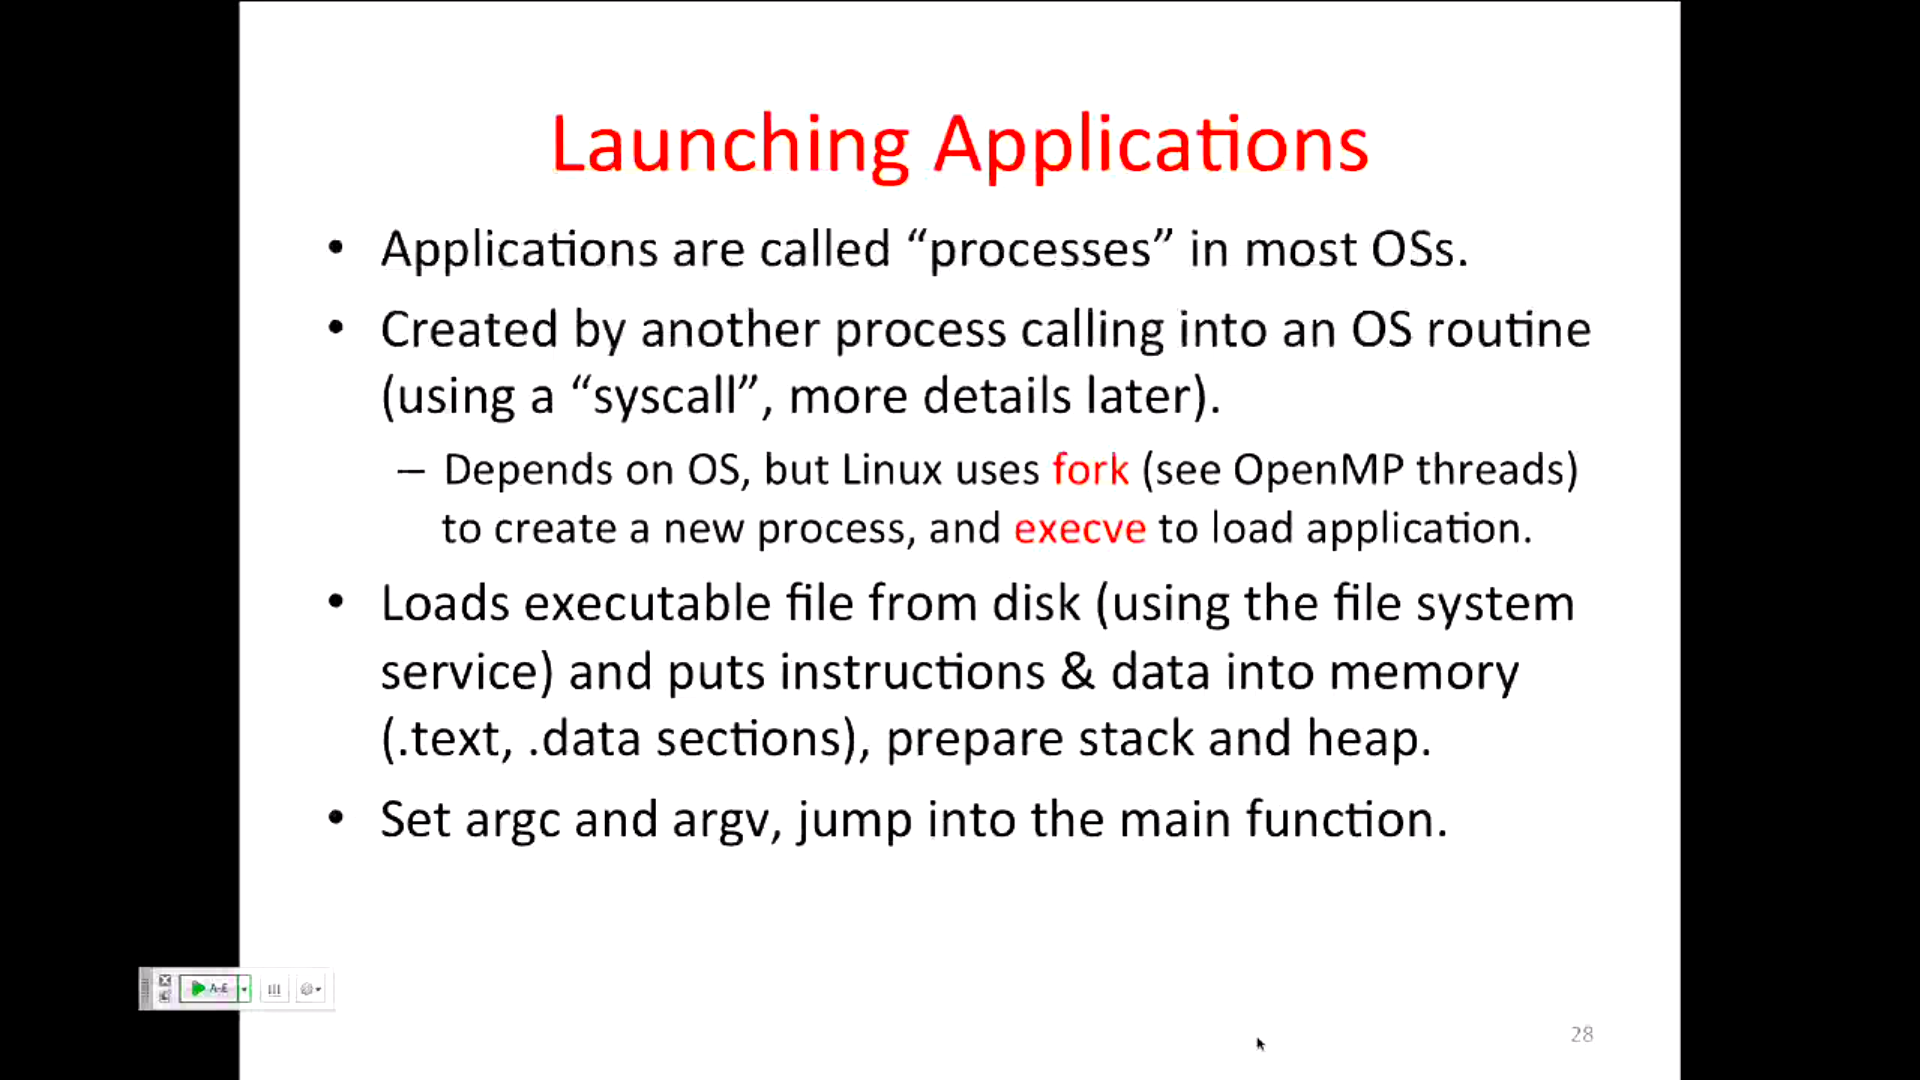 Launching Applications
• Applications are called “processes” in most OSs.
• Created by another process calling into an OS routine
(using a “syscall”, more details later).
– Depends on OS, but Linux uses fork (see OpenMP threads)
to create a new process, and execve to load application.
• Loads executable file from disk (using the file system
service) and puts instructions & data into memory
(.text, .data sections), prepare stack and heap.
• Set argc and argv, jump into the main function.
A-E
28